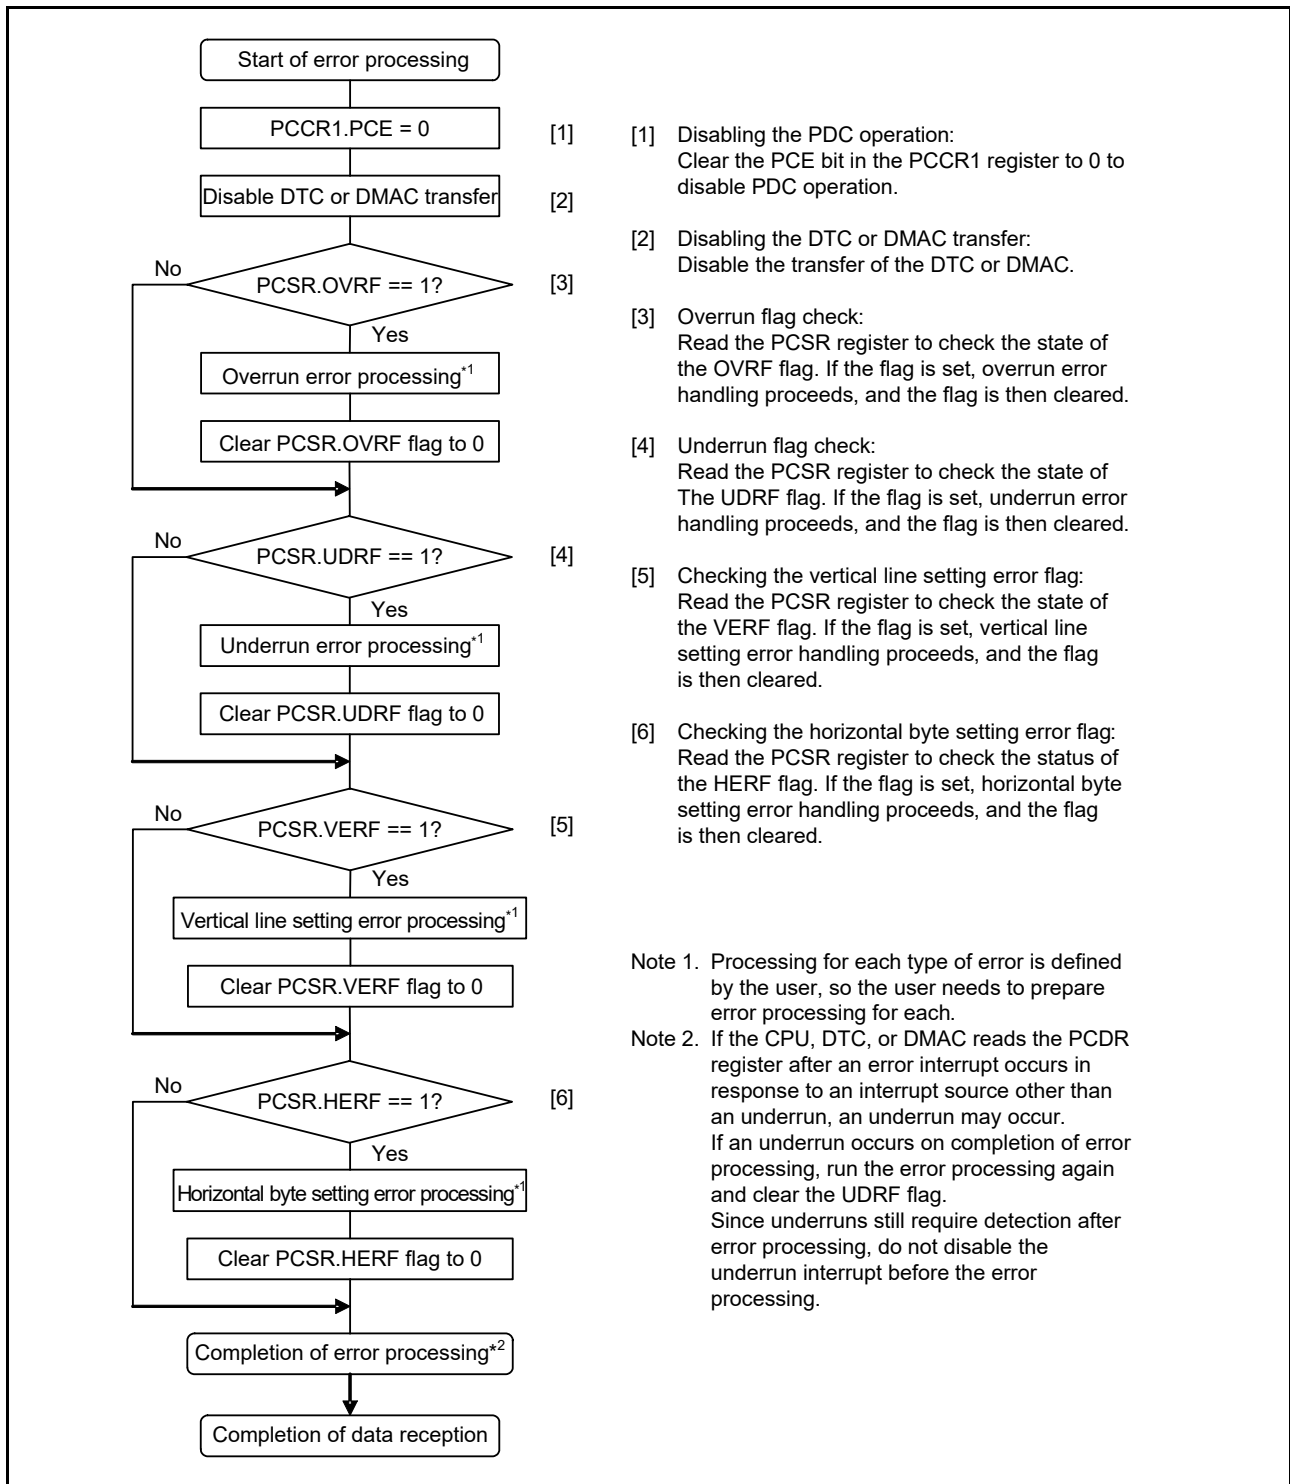 Start of error processing
PCCR1.PCE = 0
[1]
Disable DTC or DMAC transfer
[2]
No
PCSR.OVRF == 1?
[3]
Yes
Overrun error processing*1
Clear PCSR.OVRF flag to 0
No
PCSR.UDRF == 1?
[4]
Yes
Underrun error processing*1
Clear PCSR.UDRF flag to 0
No
PCSR.VERF == 1?
[5]
Yes
Vertical line setting error processing*1
Clear PCSR.VERF flag to 0
No
PCSR.HERF == 1?
[6]
Yes
Horizontal byte setting error processing*1
Clear PCSR.HERF flag to 0
Completion of error processing*2
Completion of data reception
[1] Disabling the PDC operation:
Clear the PCE bit in the PCCR1 register to 0 to
disable PDC operation.
[2] Disabling the DTC or DMAC transfer:
Disable the transfer of the DTC or DMAC.
[3] Overrun flag check:
Read the PCSR register to check the state of
the OVRF flag. If the flag is set, overrun error
handling proceeds, and the flag is then cleared.
[4] Underrun flag check:
Read the PCSR register to check the state of
The UDRF flag. If the flag is set, underrun error
handling proceeds, and the flag is then cleared.
[5] Checking the vertical line setting error flag:
Read the PCSR register to check the state of
the VERF flag. If the flag is set, vertical line
setting error handling proceeds, and the flag
is then cleared.
[6] Checking the horizontal byte setting error flag:
Read the PCSR register to check the status of
the HERF flag. If the flag is set, horizontal byte
setting error handling proceeds, and the flag
is then cleared.
Note 1. Processing for each type of error is defined
by the user, so the user needs to prepare
error processing for each.
Note 2. If the CPU, DTC, or DMAC reads the PCDR
register after an error interrupt occurs in
response to an interrupt source other than
an underrun, an underrun may occur.
If an underrun occurs on completion of error
processing, run the error processing again
and clear the UDRF flag.
Since underruns still require detection after
error processing, do not disable the
underrun interrupt before the error
processing.